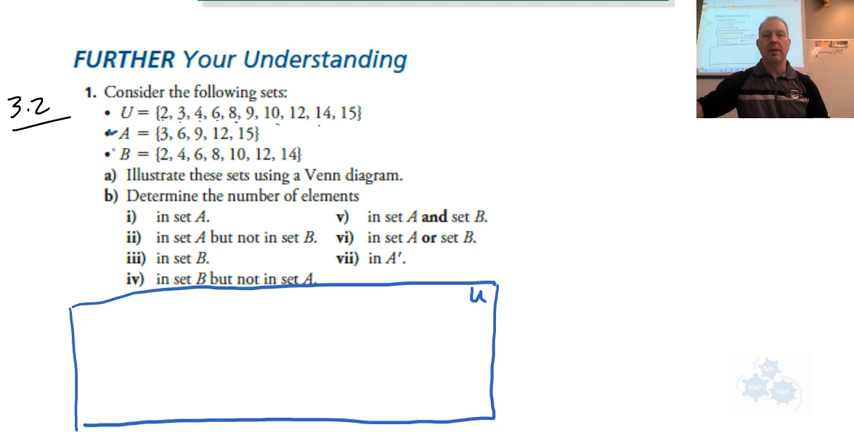 FURTHER Your Understanding
3.2
1. Consider the following sets:
• U = {2, 3, 4, 6, 8, 9, 10, 12, 14, 15}
• A = {3, 6, 9, 12, 15}
• B = {2, 4, 6, 8, 10, 12, 14}
a) Illustrate these sets using a Venn diagram.
b) Determine the number of elements
i) in set A.
ii) in set A but not in set B.
iii) in set B.
iv) in set B but not in set A.
v) in set A and set B.
vi) in set A or set B.
vii) in A′.
U